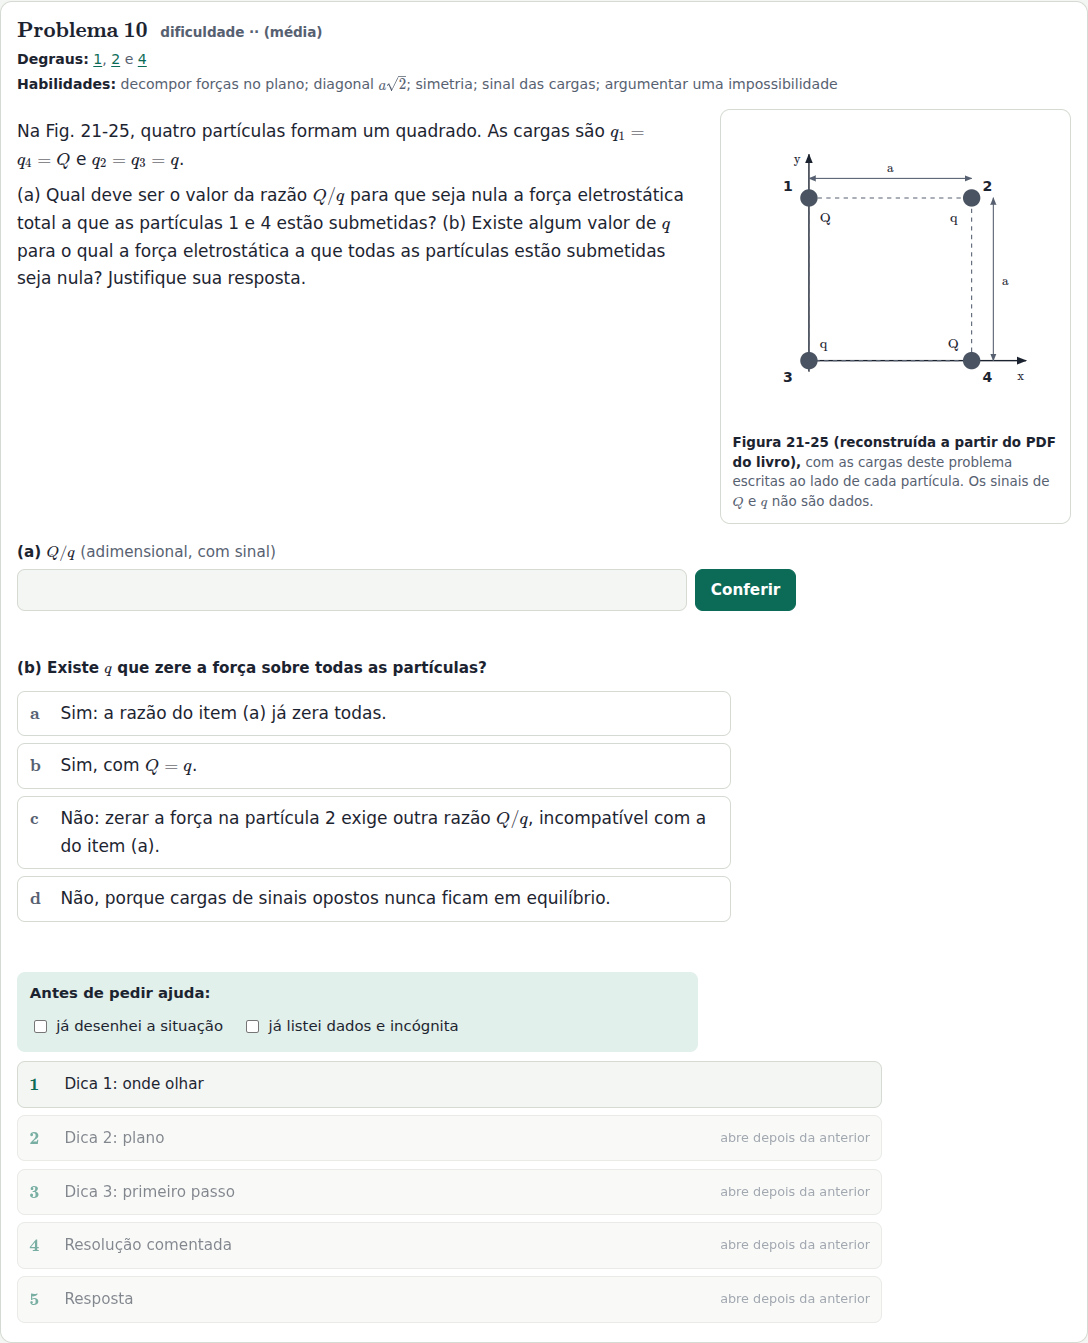 Problema 10 dificuldade ·· (média)
Degraus: 1, 2 e 4
Habilidades: decompor forças no plano; diagonal a√2; simetria; sinal das cargas; argumentar uma impossibilidade
Na Fig. 21-25, quatro partículas formam um quadrado. As cargas são q₁ =
q₄ = Q e q₂ = q₃ = q.
(a) Qual deve ser o valor da razão Q/q para que seja nula a força eletrostática
total a que as partículas 1 e 4 estão submetidas? (b) Existe algum valor de q
para o qual a força eletrostática a que todas as partículas estão submetidas
seja nula? Justifique sua resposta.
y
a
1
2
Q
q
a
q
Q
3
4
x
Figura 21-25 (reconstruída a partir do PDF
do livro), com as cargas deste problema
escritas ao lado de cada partícula. Os sinais de
Q e q não são dados.
(a) Q/q (adimensional, com sinal)
Conferir
(b) Existe q que zere a força sobre todas as partículas?
a Sim: a razão do item (a) já zera todas.
b Sim, com Q = q.
c Não: zerar a força na partícula 2 exige outra razão Q/q, incompatível com a
do item (a).
d Não, porque cargas de sinais opostos nunca ficam em equilíbrio.
Antes de pedir ajuda:
já desenhei a situação já listei dados e incógnita
1 Dica 1: onde olhar
2 Dica 2: plano abre depois da anterior
3 Dica 3: primeiro passo abre depois da anterior
4 Resolução comentada abre depois da anterior
5 Resposta abre depois da anterior